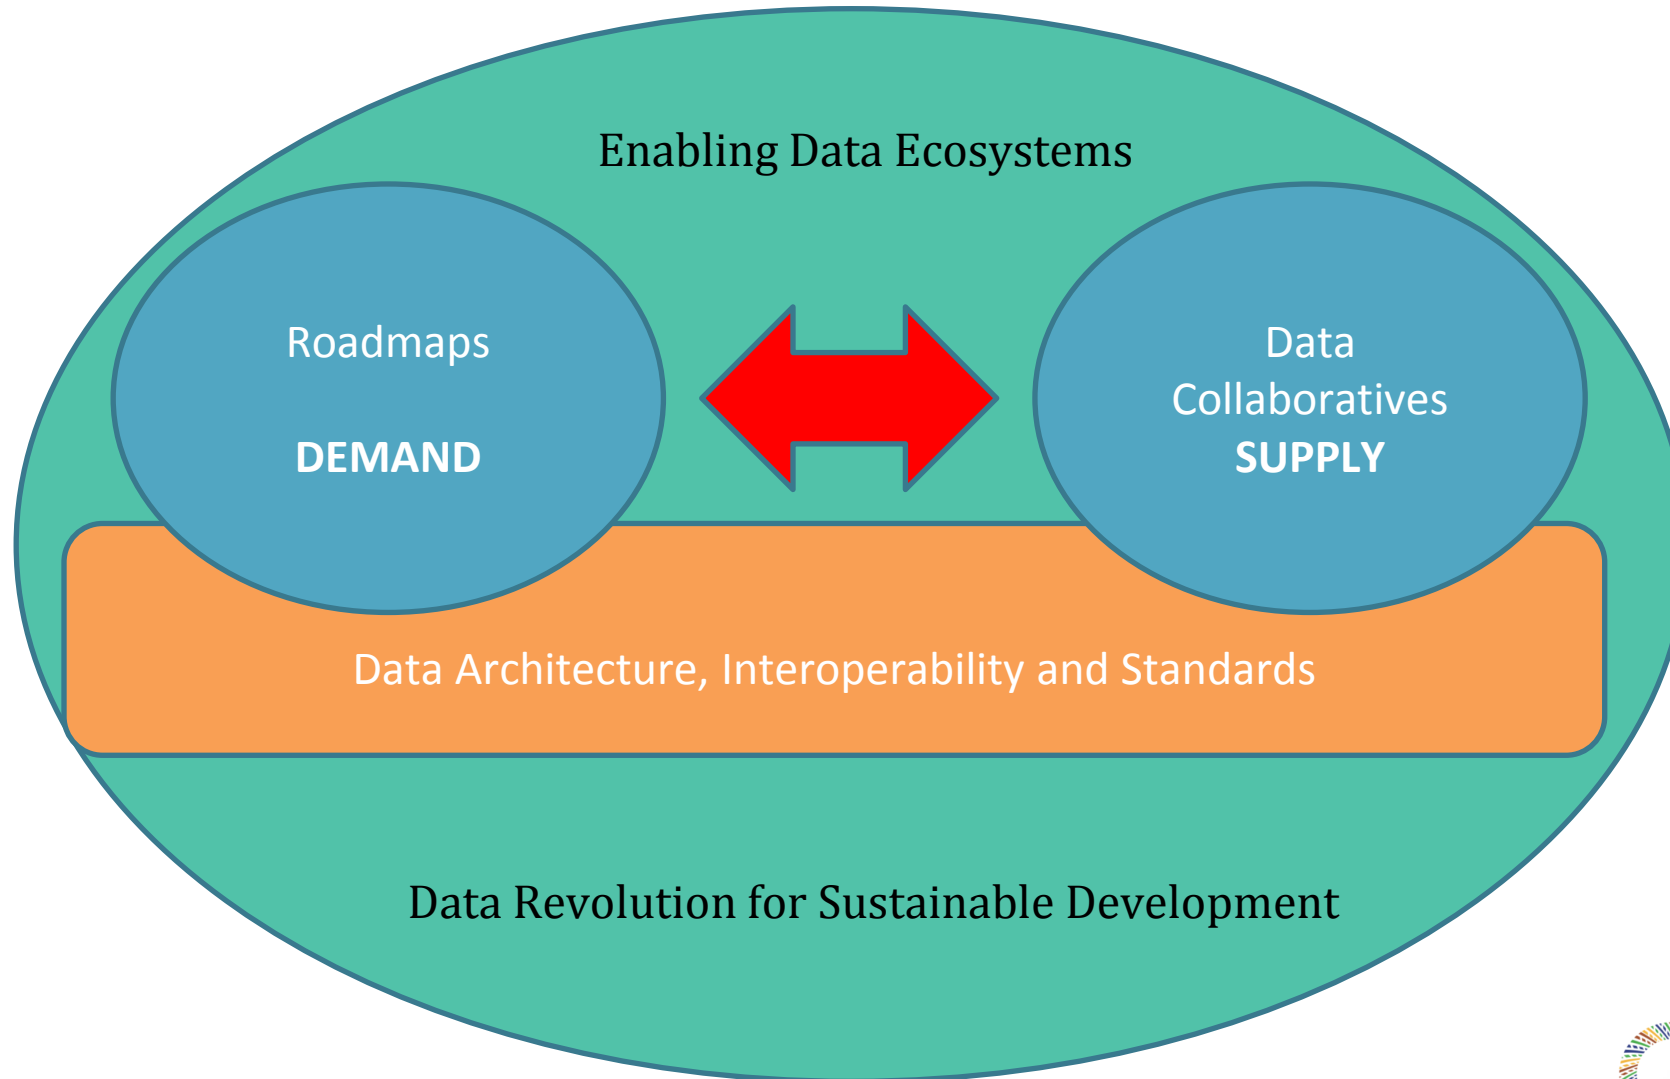 Enabling Data Ecosystems
Roadmaps
DEMAND
Data
Collaboratives
SUPPLY
Data Architecture, Interoperability and Standards
Data Revolution for Sustainable Development